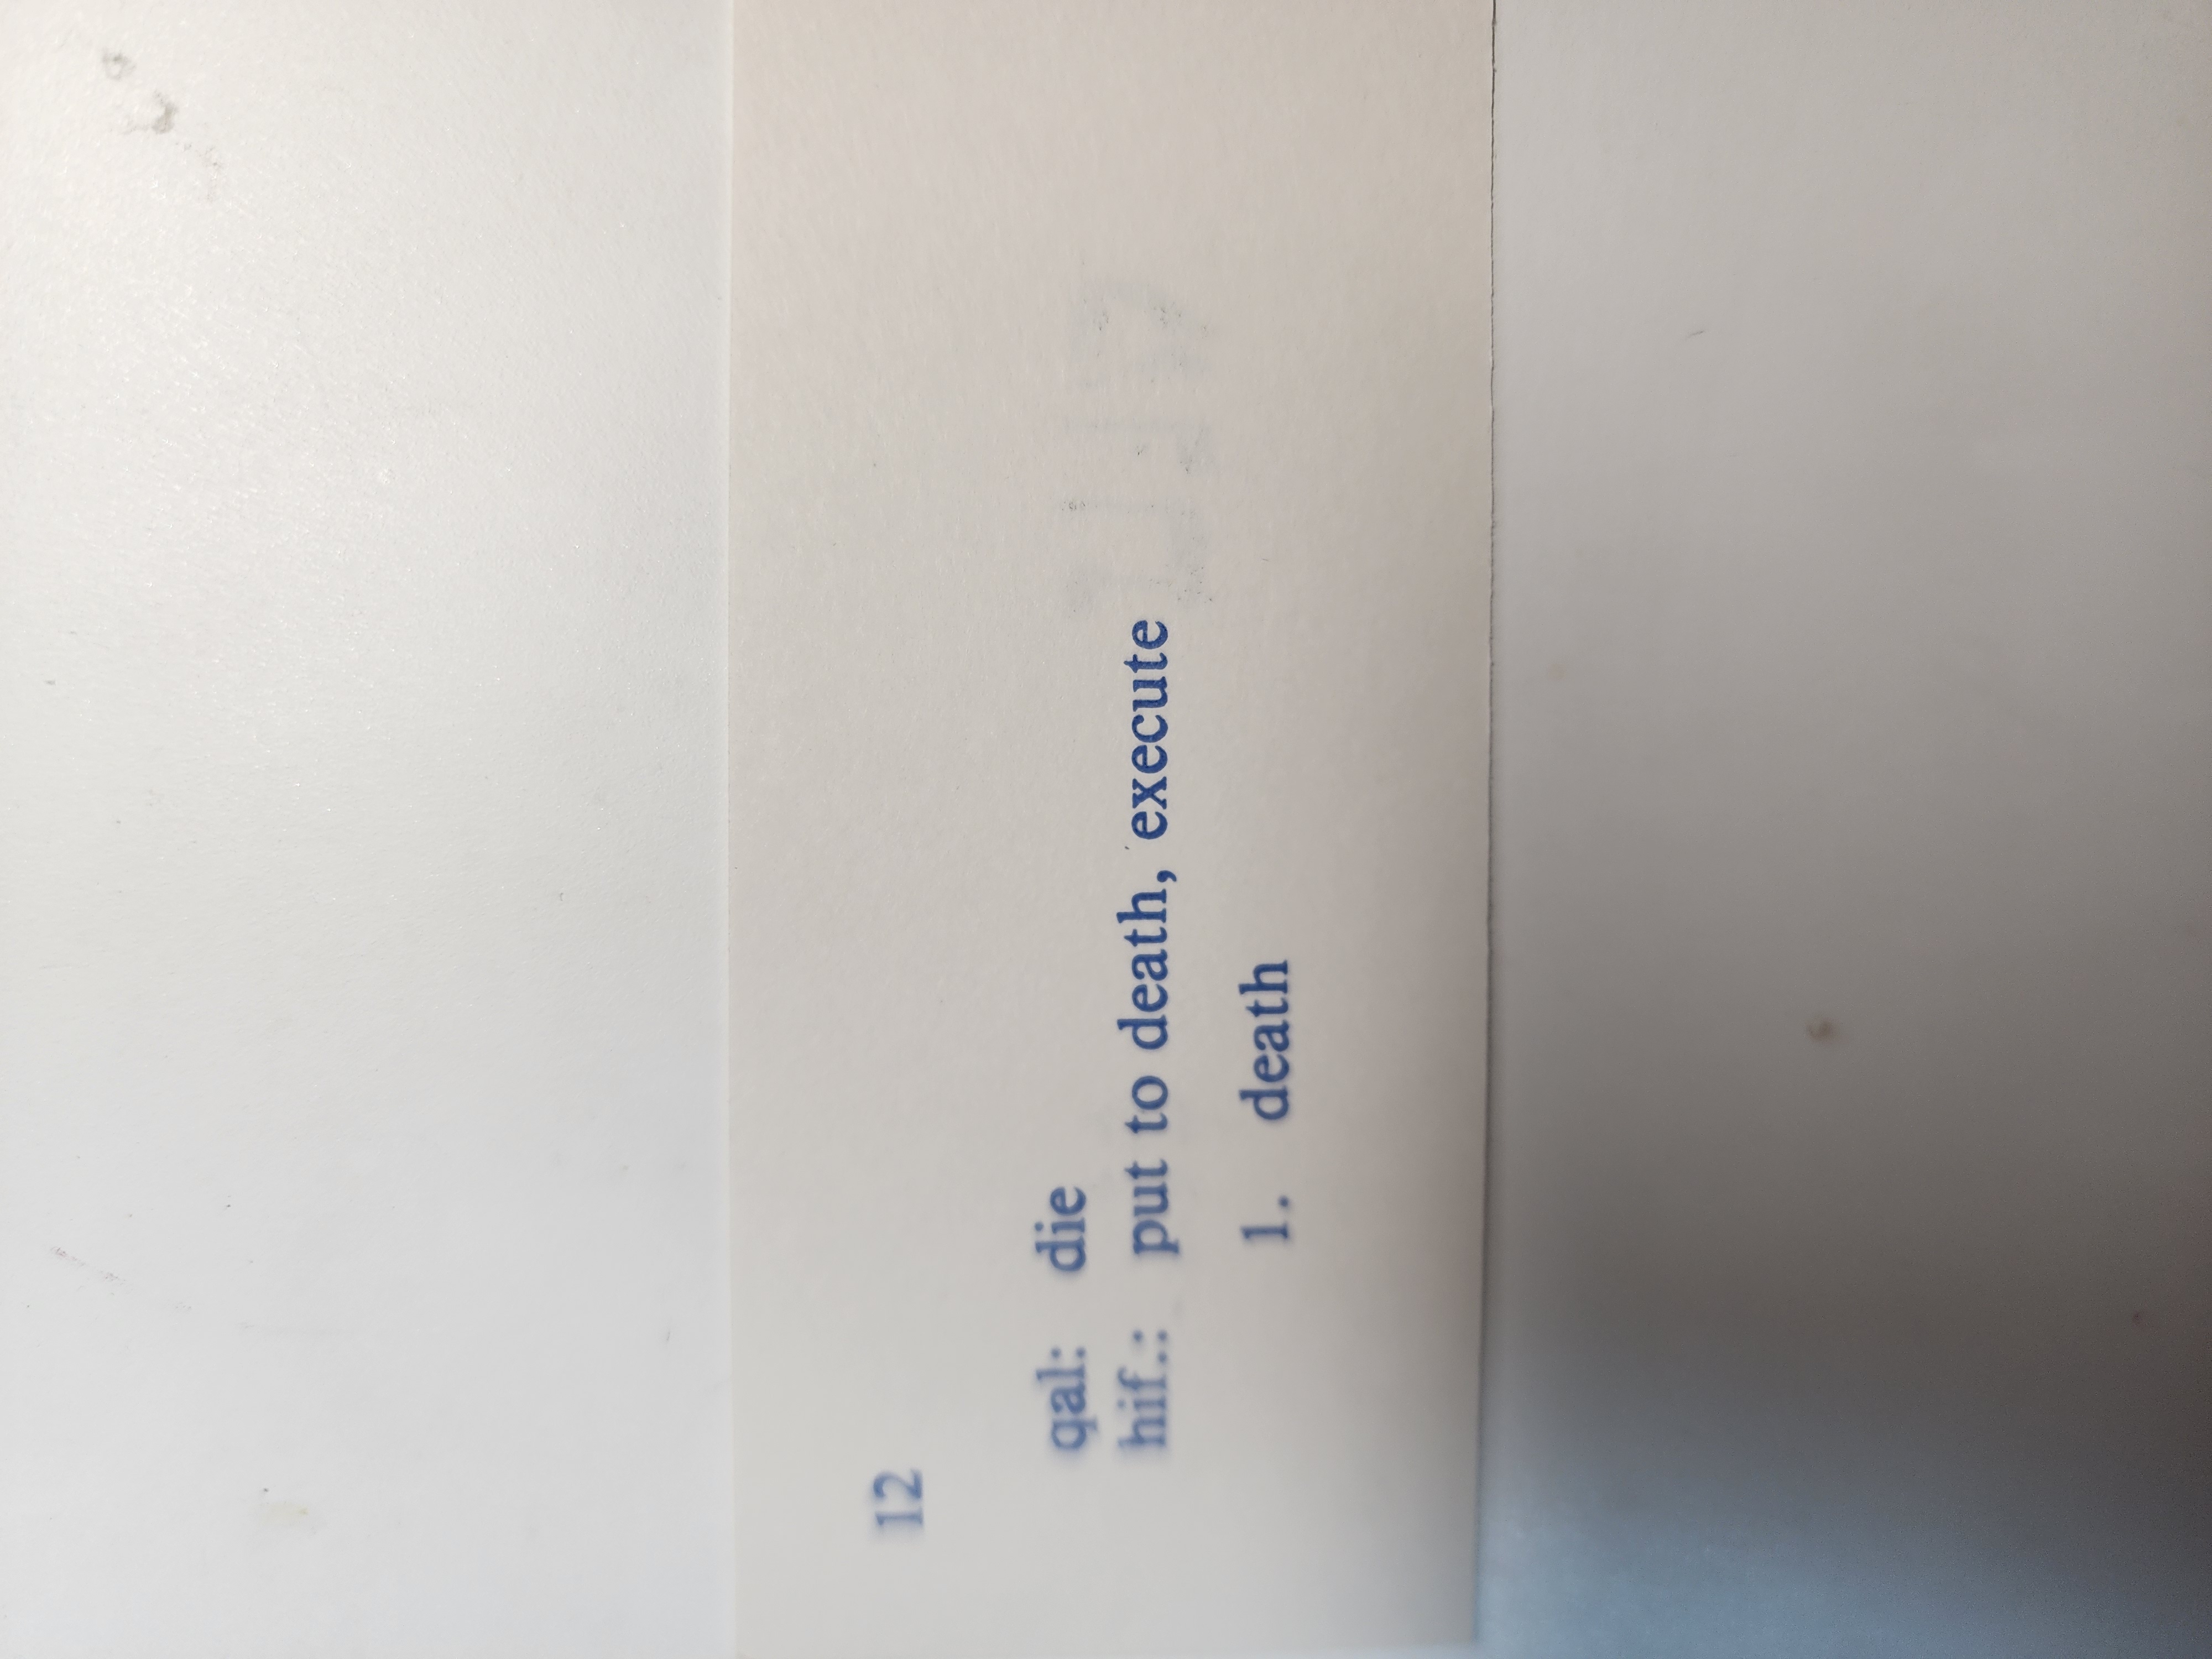 12
qal: die
hif.: put to death, execute
1. death